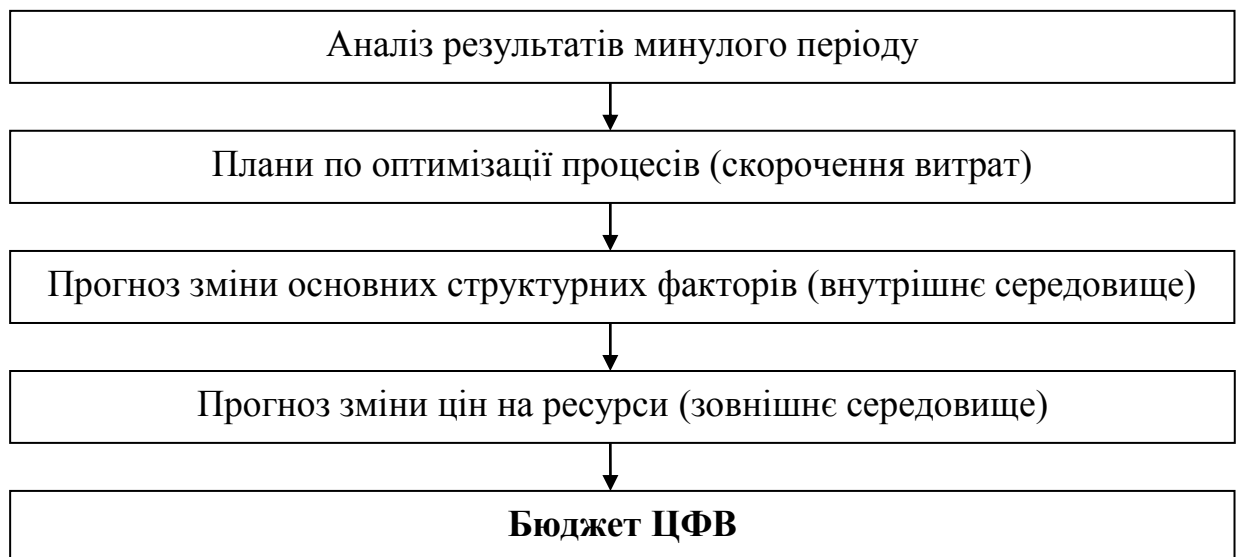 Аналіз результатів минулого періоду
Плани по оптимізації процесів (скорочення витрат)
Прогноз зміни основних структурних факторів (внутрішнє середовище)
Прогноз зміни цін на ресурси (зовнішнє середовище)
Бюджет ЦФВ